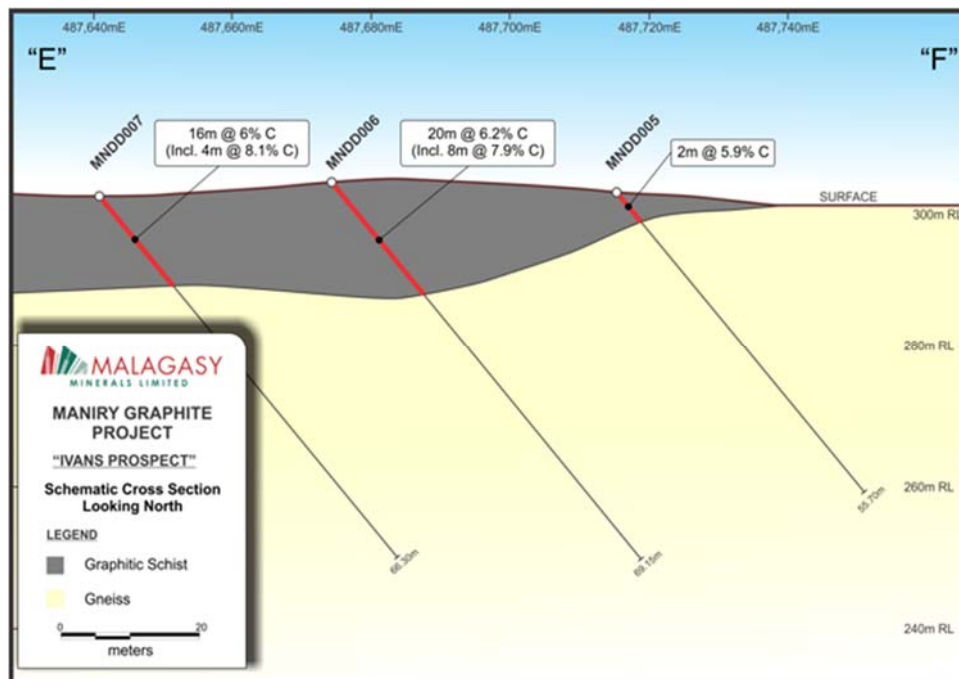 487,640mE 487,660mE 487,680mE 487,700mE 487,720mE 487,740mE
“E”
“F”
MNDD007
16m @ 6% C
(Incl. 4m @ 8.1% C)
MNDD006
20m @ 6.2% C
(Incl. 8m @ 7.9% C)
MNDD005
2m @ 5.9% C
SURFACE
300m RL
280m RL
260m RL
240m RL
66.30m
69.15m
55.70m
MALAGASY
MINERALS LIMITED
MANIRY GRAPHITE
PROJECT
“IVANS PROSPECT”
Schematic Cross Section
Looking North
LEGEND
Graphitic Schist
Gneiss
0 20
meters